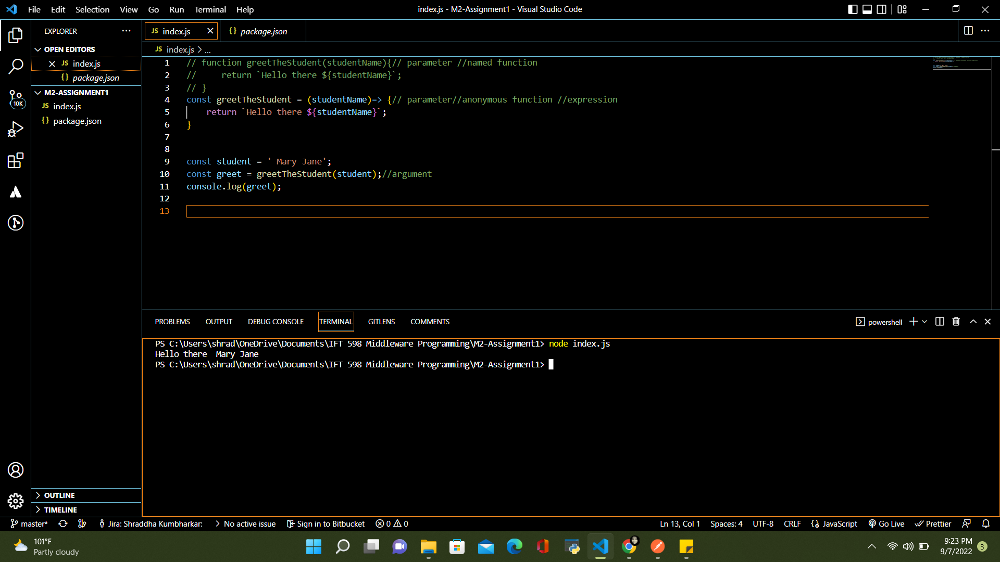 File Edit Selection View Go Run Terminal Help
index.js - M2-Assignment1 - Visual Studio Code
EXPLORER ···
OPEN EDITORS
JS index.js
{} package.json
M2-ASSIGNMENT1
JS index.js
{} package.json
10K
OUTLINE
TIMELINE
JS index.js
{} package.json
JS index.js > ...
1 // function greetTheStudent(studentName){// parameter //named function
2 //     return `Hello there ${studentName}`;
3 // }
4 const greetTheStudent = (studentName)=> {// parameter//anonymous function //expression
5     return `Hello there ${studentName}`;
6 }
7
8
9 const student = ' Mary Jane';
10 const greet = greetTheStudent(student);//argument
11 console.log(greet);
12
13
PROBLEMS OUTPUT DEBUG CONSOLE TERMINAL GITLENS COMMENTS
powershell
PS C:\Users\shrad\OneDrive\Documents\IFT 598 Middleware Programming\M2-Assignment1> node index.js
Hello there  Mary Jane
PS C:\Users\shrad\OneDrive\Documents\IFT 598 Middleware Programming\M2-Assignment1>
master* Jira: Shraddha Kumbharkar: > No active issue Sign in to Bitbucket 0 0
Ln 13, Col 1 Spaces: 4 UTF-8 CRLF {} JavaScript Go Live Prettier
101°F
Partly cloudy
9:23 PM
9/7/2022
3